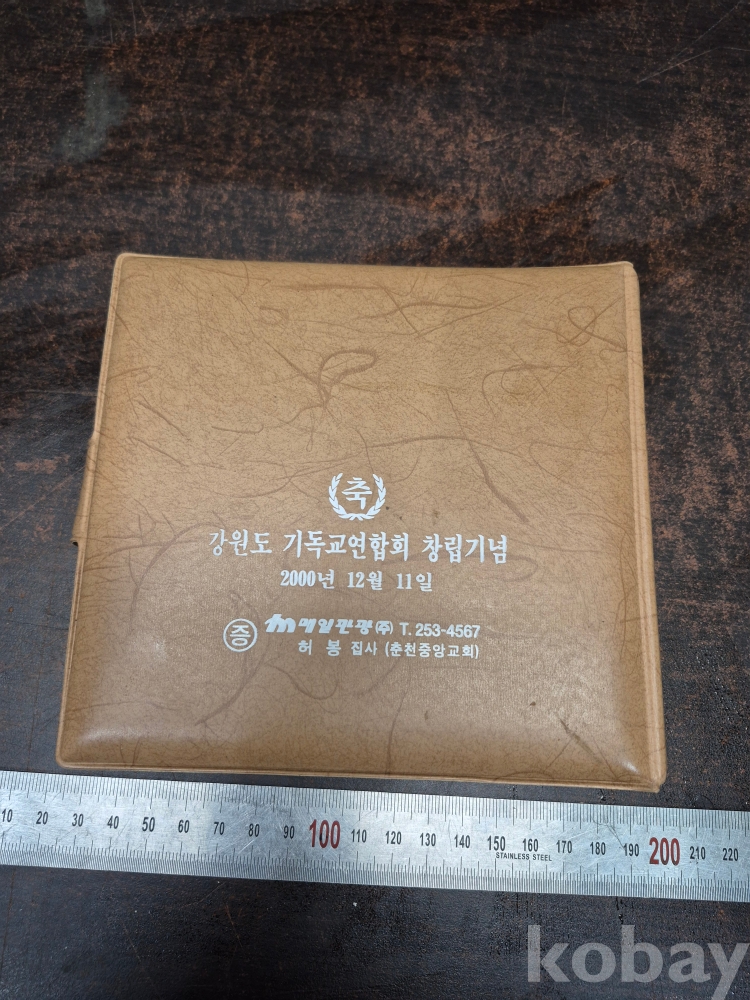 축
강원도 기독교연합회 창립기념
2000년 12월 11일
증 매일관광(주) T. 253-4567
허 봉 집사 (춘천중앙교회)
10 20 30 40 50 60 70 80 90 100 110 120 130 140 150 160 170 180 190 200 210 220
STAINLESS STEEL
kobay